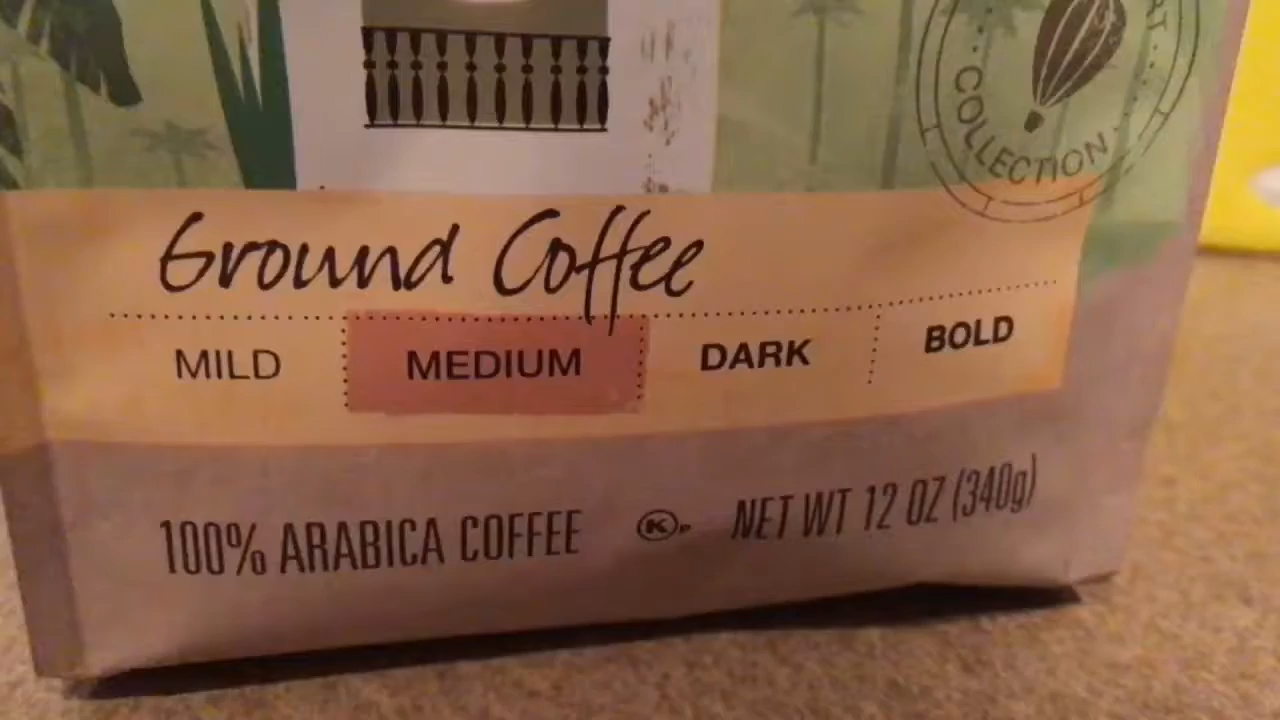 COLLECTION
Ground Coffee
MILD MEDIUM DARK BOLD
100% ARABICA COFFEE K P NET WT 12 OZ (340g)